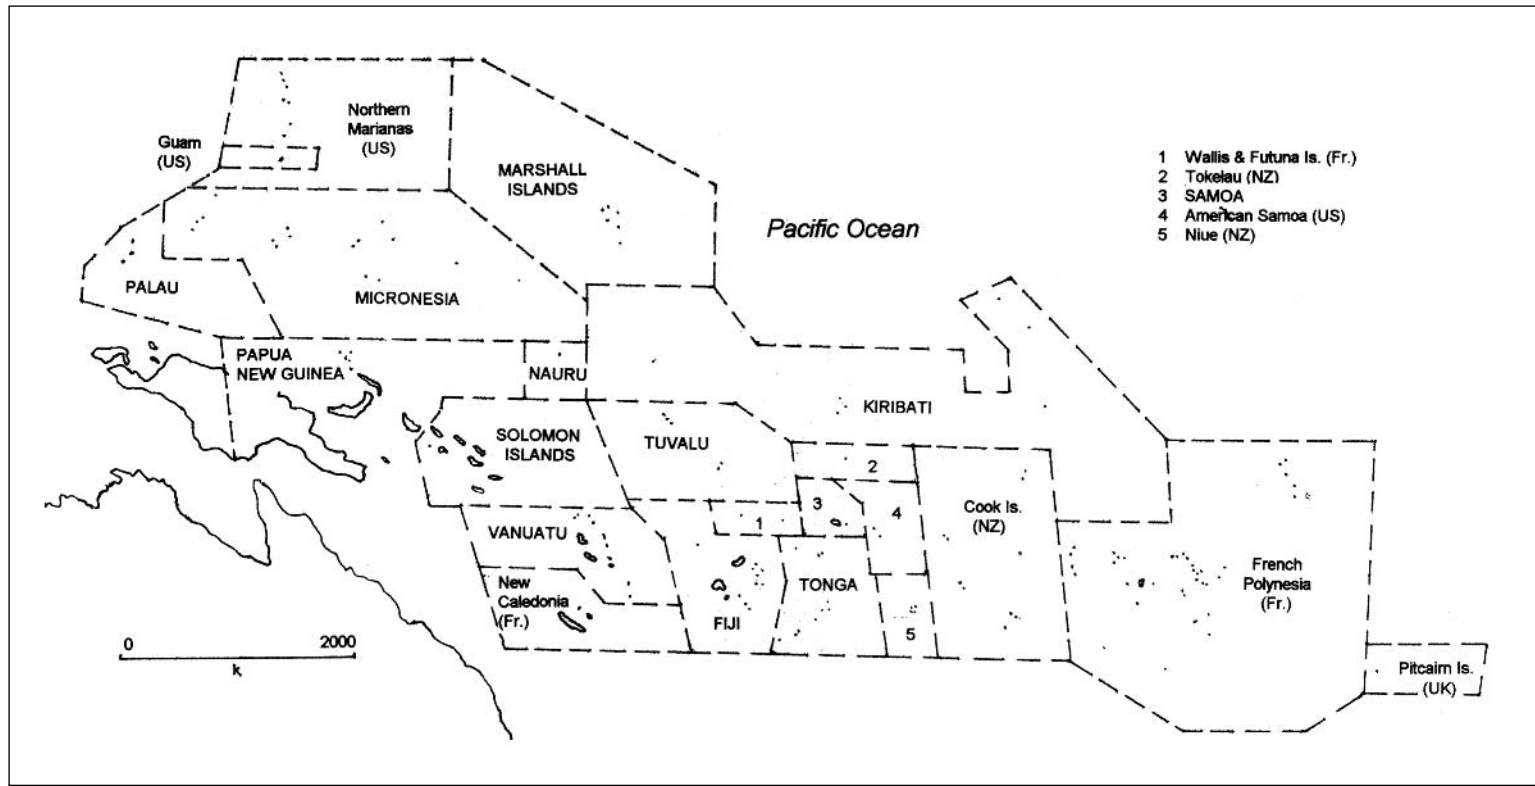 Northern
Marianas
(US)
Guam
(US)
MARSHALL
ISLANDS
1 Wallis & Futuna Is. (Fr.)
2 Tokelau (NZ)
3 SAMOA
4 American Samoa (US)
5 Niue (NZ)
Pacific Ocean
PALAU
MICRONESIA
PAPUA
NEW GUINEA
NAURU
KIRIBATI
SOLOMON
ISLANDS
TUVALU
2
3
4
1
Cook Is.
(NZ)
VANUATU
New
Caledonia
(Fr.)
FIJI
TONGA
5
French
Polynesia
(Fr.)
Pitcairn Is.
(UK)
0 2000
k